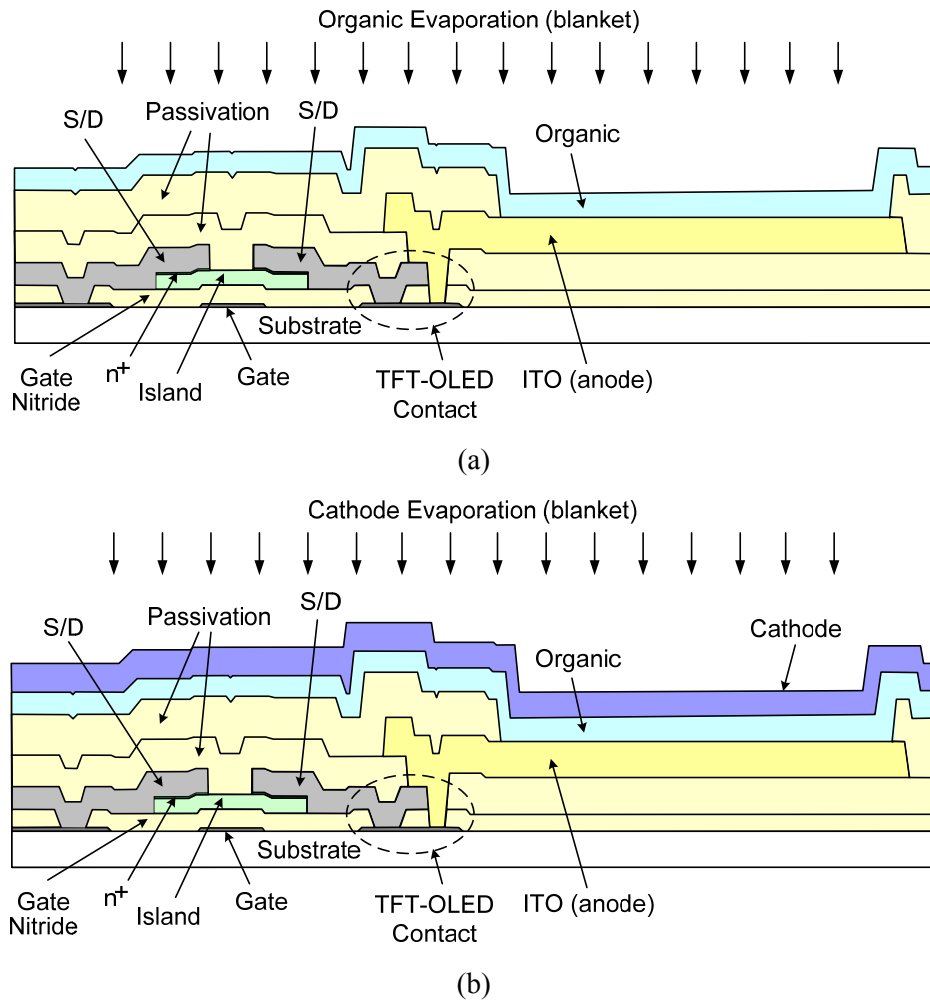 Organic Evaporation (blanket)
S/D
Passivation
S/D
Organic
Substrate
Gate
Nitride
n+
Island
Gate
TFT-OLED
Contact
ITO (anode)
(a)
Cathode Evaporation (blanket)
S/D
Passivation
S/D
Organic
Cathode
Substrate
Gate
Nitride
n+
Island
Gate
TFT-OLED
Contact
ITO (anode)
(b)